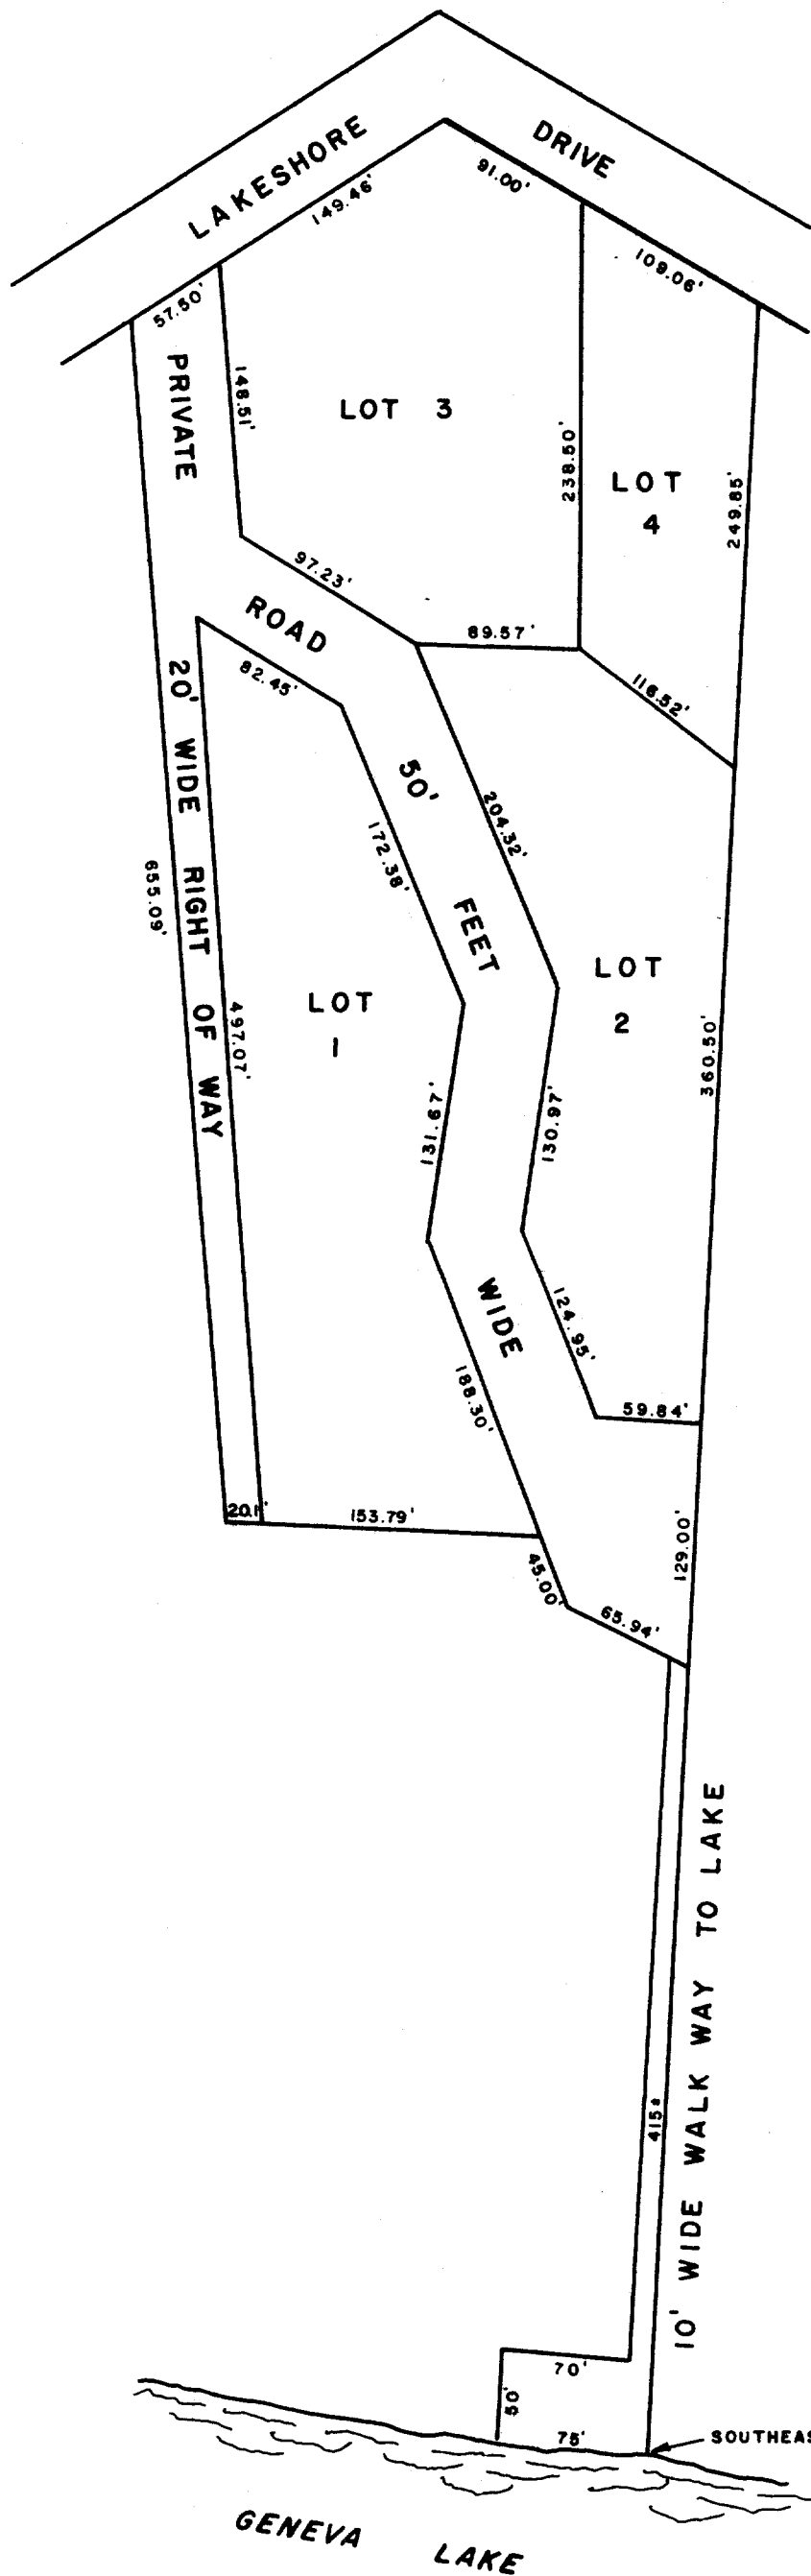 LAKESHORE DRIVE
149.46'
91.00'
109.06'
57.50'
PRIVATE
148.51'
LOT 3
238.50'
LOT
4
249.85'
97.23'
ROAD
89.57'
82.45'
116.52'
20' WIDE RIGHT OF WAY
50'
204.32'
172.38'
FEET
655.09'
497.07'
LOT
1
LOT
2
360.50'
131.67'
130.97'
WIDE
124.95'
188.30'
59.84'
20.1'
153.79'
45.00'
129.00'
65.94'
10' WIDE WALK WAY TO LAKE
415±
70'
50'
75'
SOUTHEAS
GENEVA LAKE